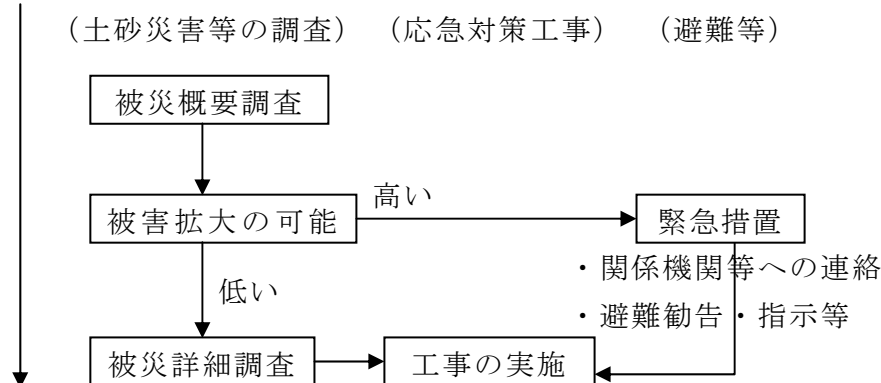 （土砂災害等の調査）（応急対策工事）（避難等）
被災概要調査
高い
被害拡大の可能
緊急措置
・関係機関等への連絡
低い
・避難勧告・指示等
被災詳細調査
工事の実施